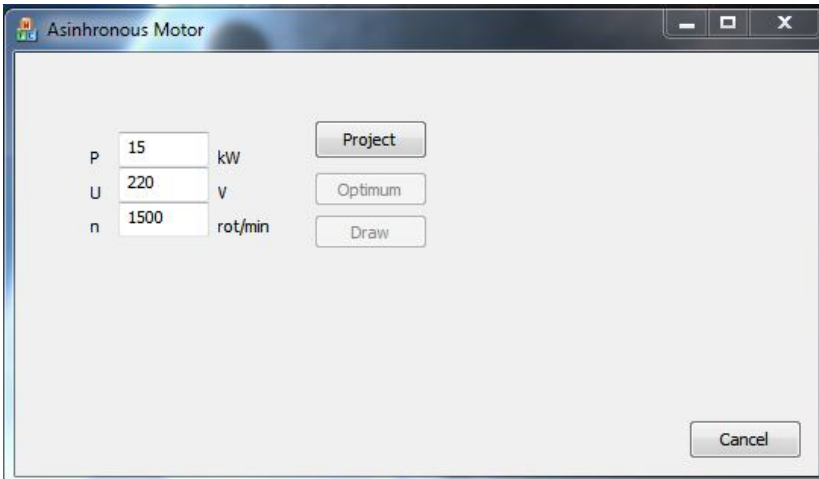 Asinhronous Motor
P 15 kW Project
U 220 V Optimum
n 1500 rot/min Draw
Cancel